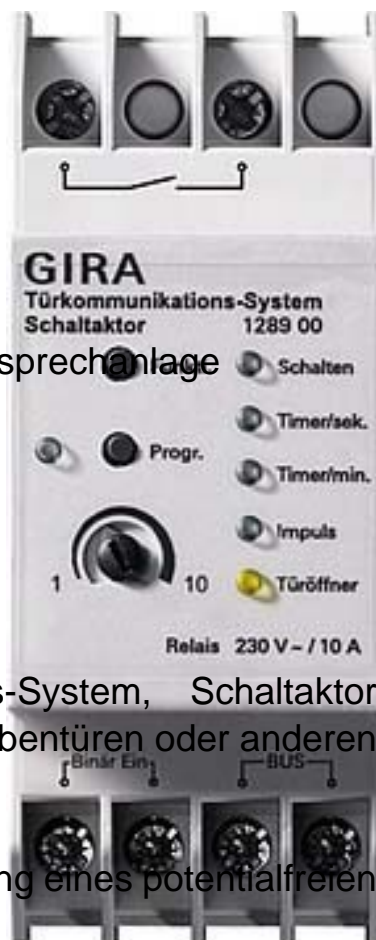 GIRA
Türkommunikations-System
Schaltaktor 1289 00
sprechanlage Schalten
Timer/sek.
Progr.
Timer/min.
Impuls
1 10 Türöffner
Relais 230 V~ / 10 A
s-System, Schaltaktor
bentüren oder anderen
Binär Ein BUS
ng eines potentialfreien